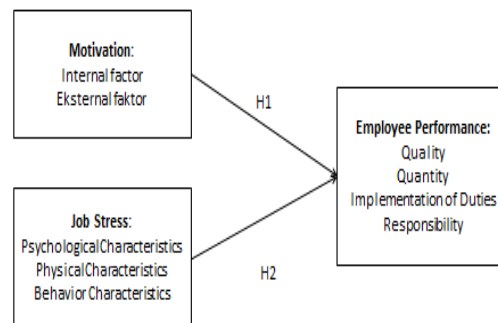 Motivation:
Internal factor
Eksternal faktor
H1
Employee Performance:
Quality
Quantity
Implementation of Duties
Responsibility
Job Stress:
Psychological Characteristics
Physical Characteristics
Behavior Characteristics
H2